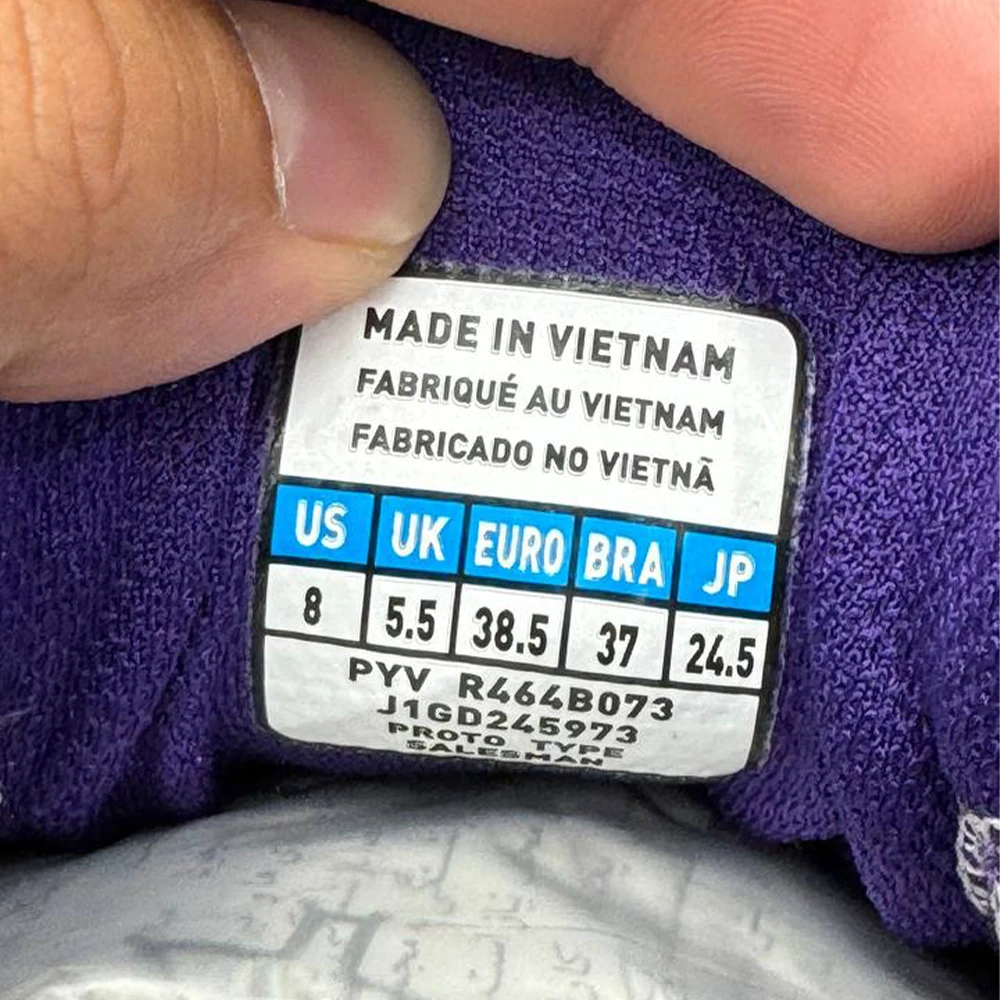 MADE IN VIETNAM
FABRIQUÉ AU VIETNAM
FABRICADO NO VIETNÃ
US UK EURO BRA JP
8 5.5 38.5 37 24.5
PYV R464B073
J1GD245973
PROTO TYPE
SALESMAN